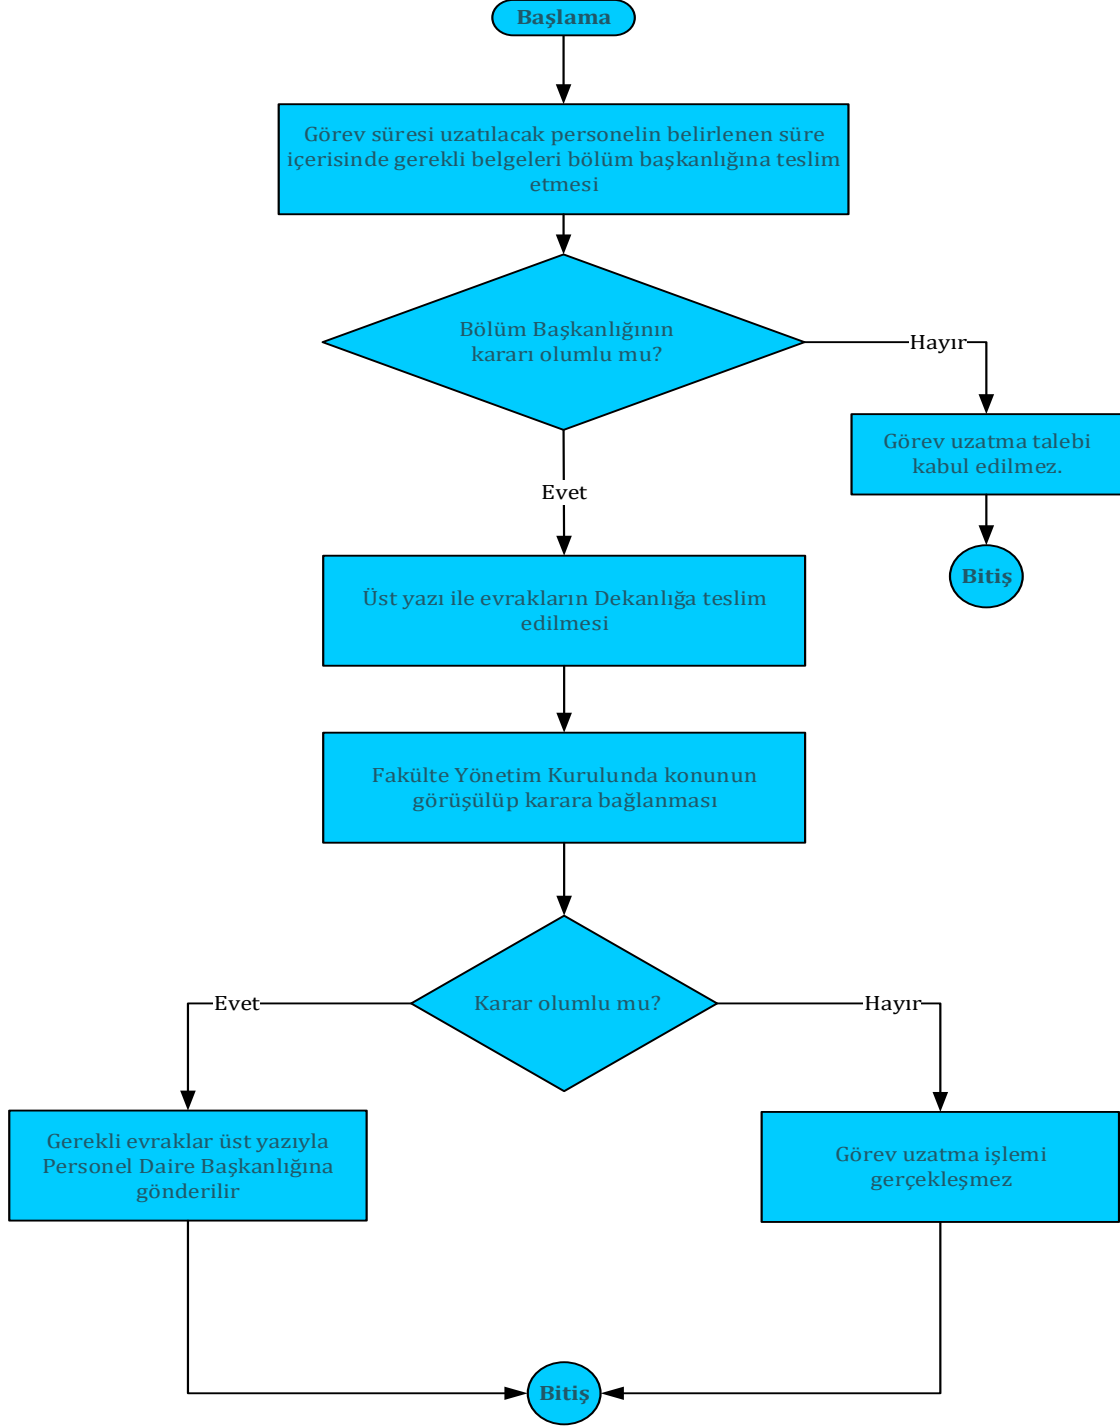 Başlama
Görev süresi uzatılacak personelin belirlenen süre
içerisinde gerekli belgeleri bölüm başkanlığına teslim
etmesi
Bölüm Başkanlığının
kararı olumlu mu?
Hayır
Görev uzatma talebi
kabul edilmez.
Bitiş
Evet
Üst yazı ile evrakların Dekanlığa teslim
edilmesi
Fakülte Yönetim Kurulunda konunun
görüşülüp karara bağlanması
Karar olumlu mu?
Evet
Hayır
Gerekli evraklar üst yazıyla
Personel Daire Başkanlığına
gönderilir
Görev uzatma işlemi
gerçekleşmez
Bitiş